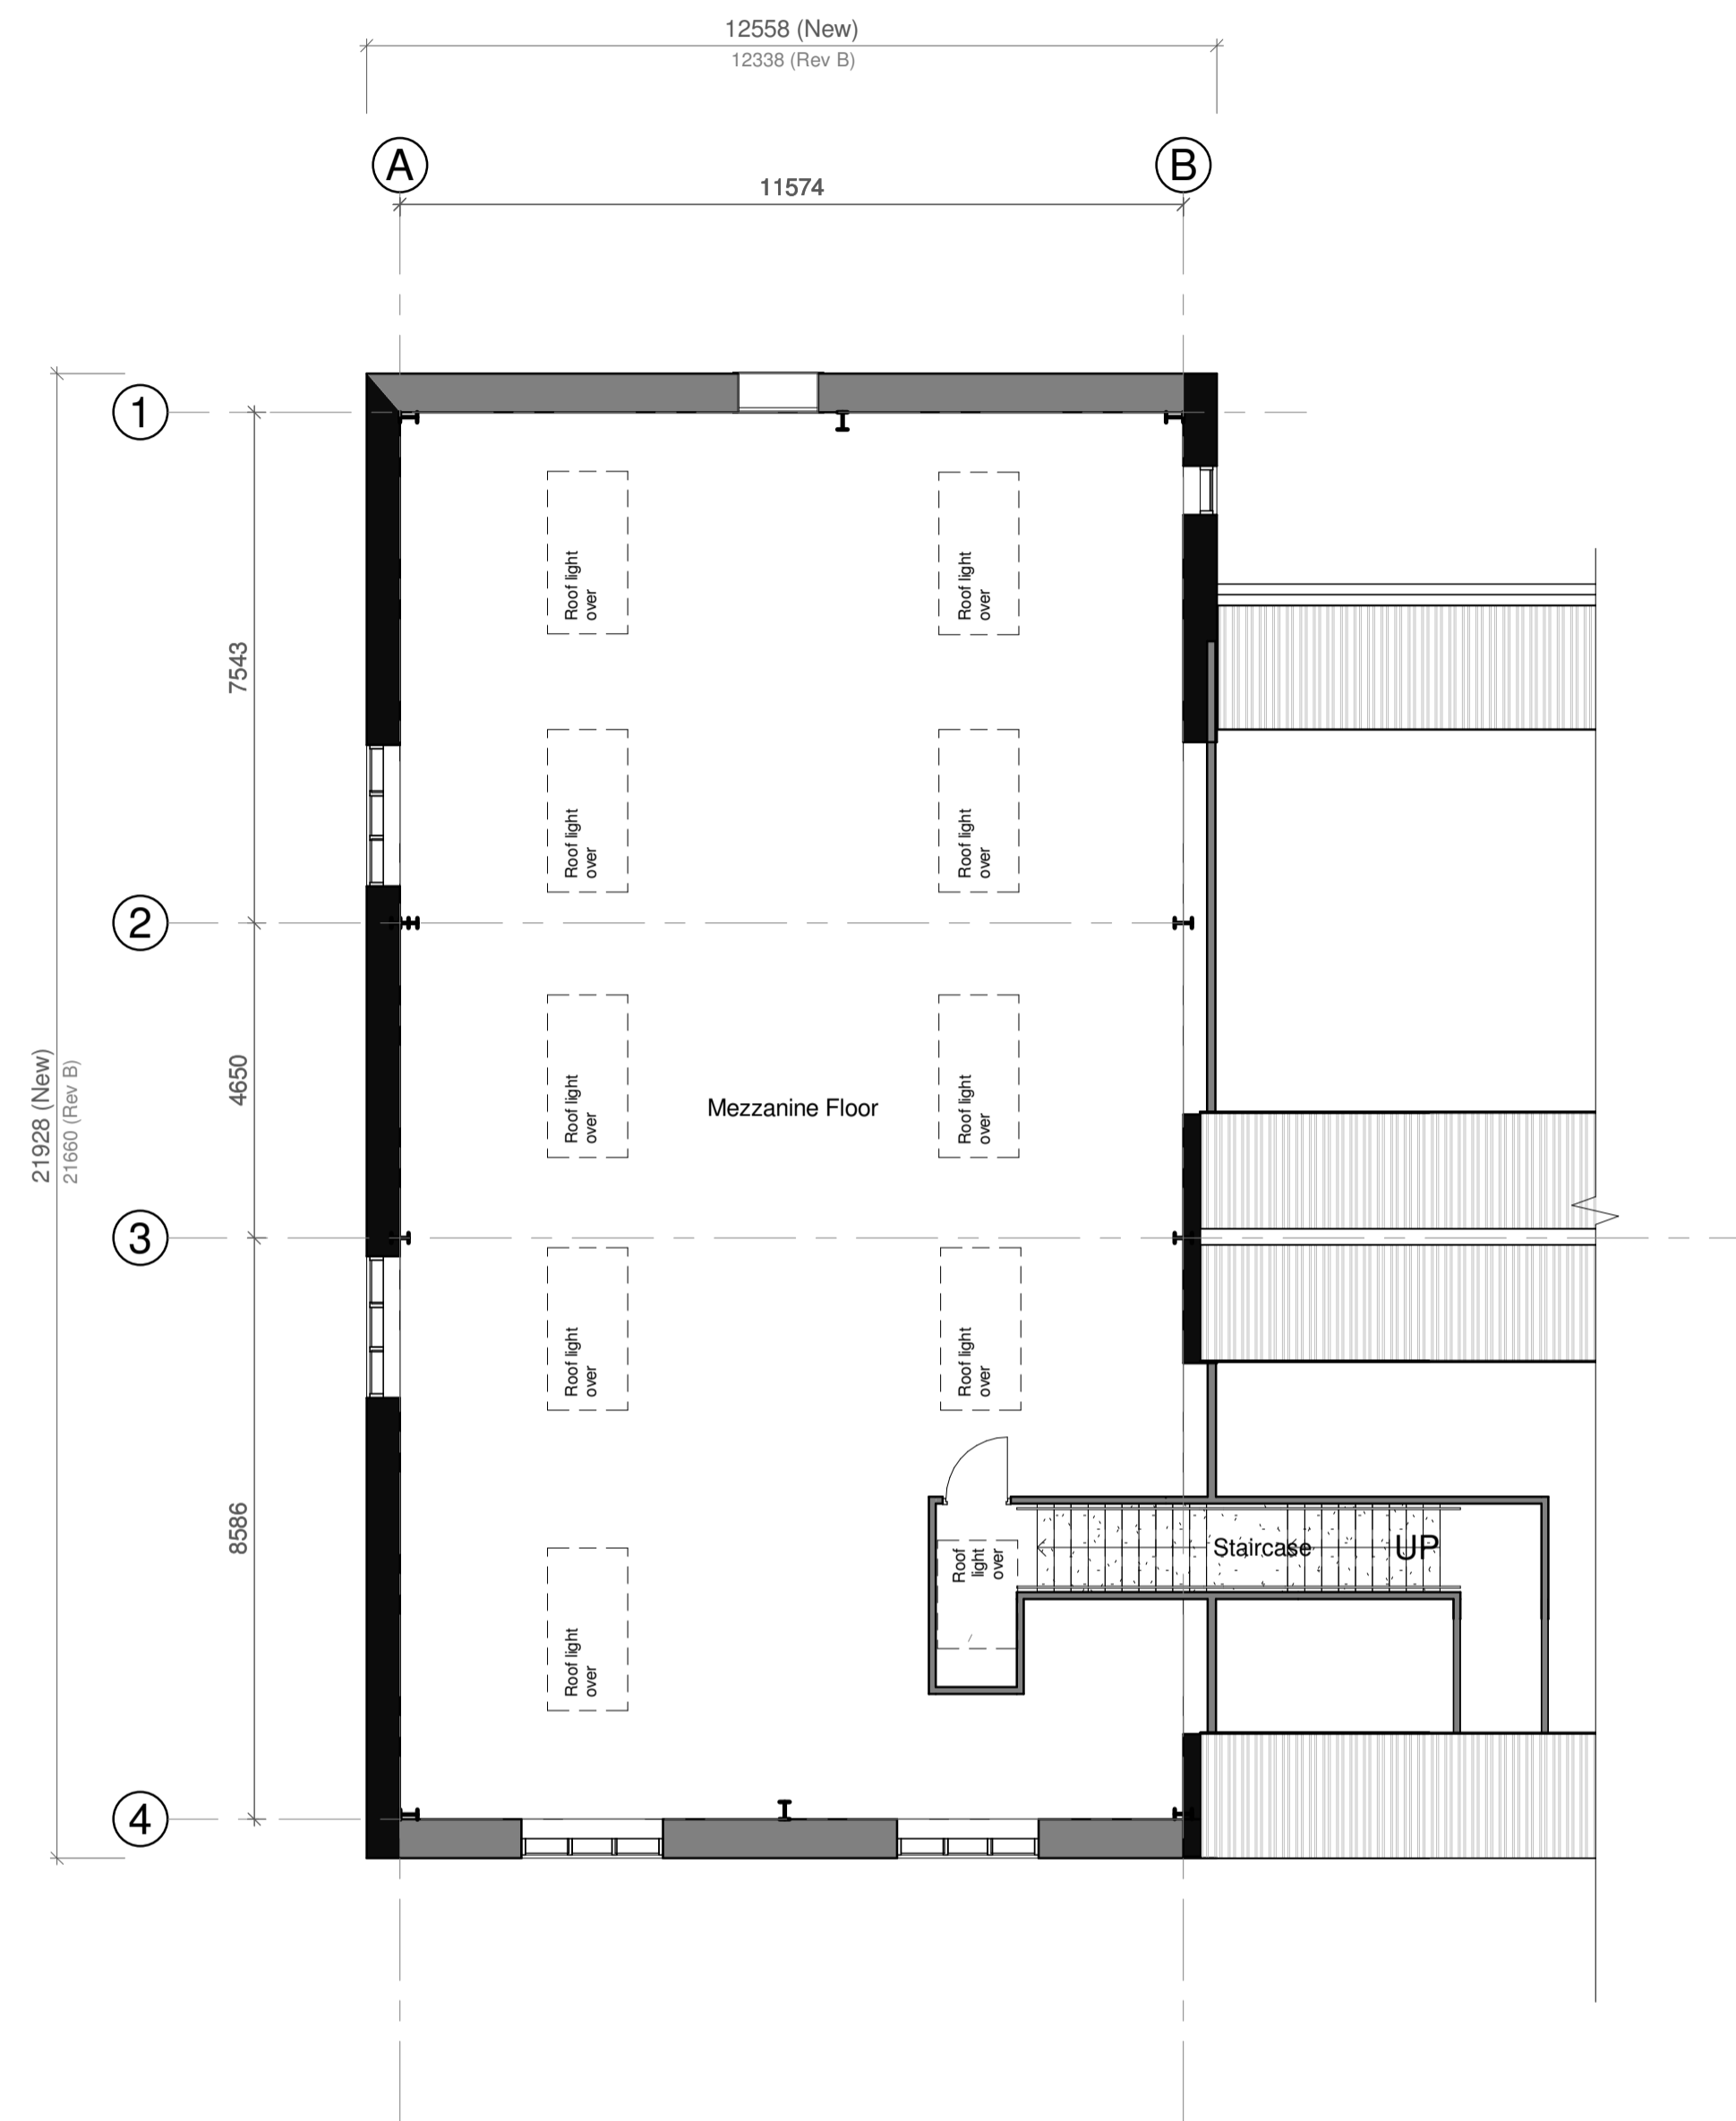 12558 (New)
12338 (Rev B)
A
B
11574
1
Roof light
over
Roof light
over
7543
Roof light
over
Roof light
over
2
21928 (New)
21660 (Rev B)
4650
Roof light
over
Mezzanine Floor
Roof light
over
3
Roof light
over
Roof light
over
8586
Roof
light
over
Staircase
UP
Roof light
over
4